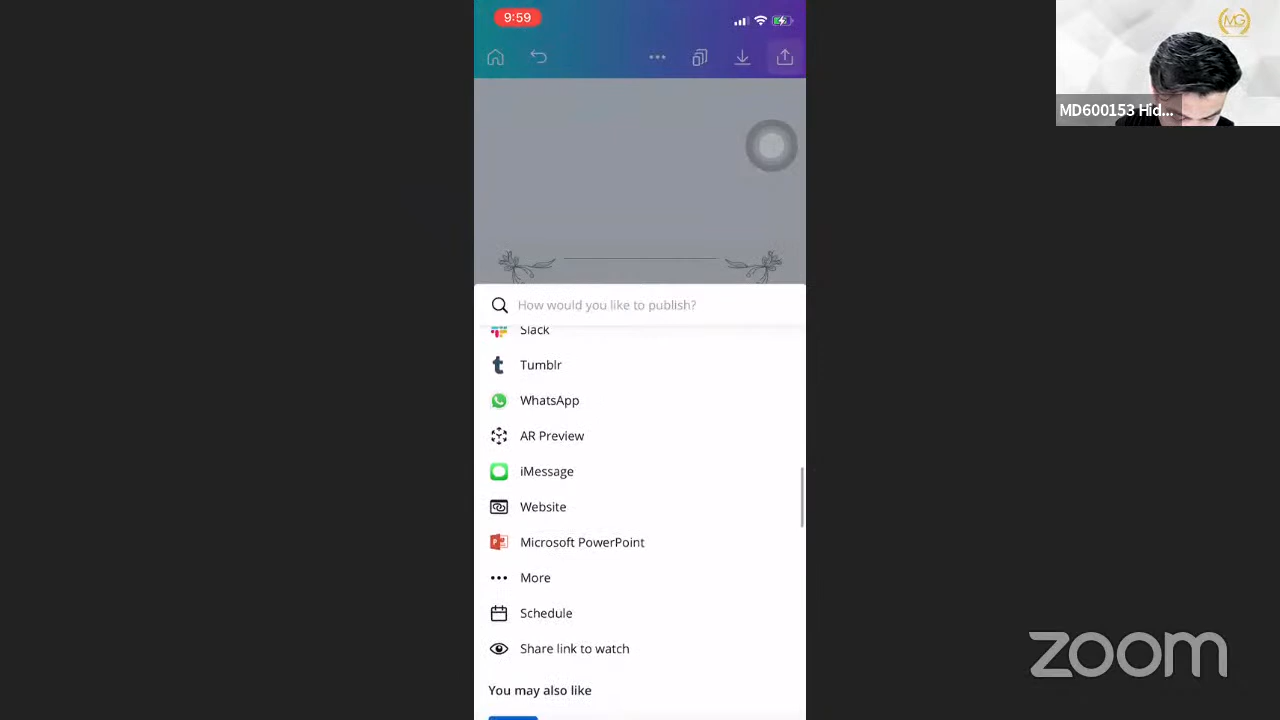 9:59
MG
MD600153 Hid...
How would you like to publish?
Slack
Tumblr
WhatsApp
AR Preview
iMessage
Website
Microsoft PowerPoint
More
Schedule
Share link to watch
You may also like
zoom